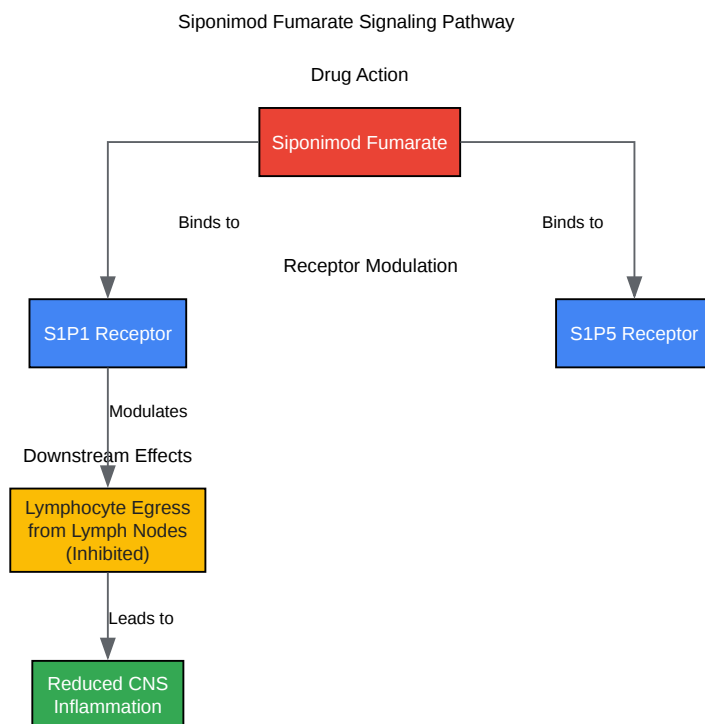 Siponimod Fumarate Signaling Pathway
Drug Action
Siponimod Fumarate
Binds to
Binds to
Receptor Modulation
S1P1 Receptor
S1P5 Receptor
Modulates
Downstream Effects
Lymphocyte Egress
from Lymph Nodes
(Inhibited)
Leads to
Reduced CNS
Inflammation